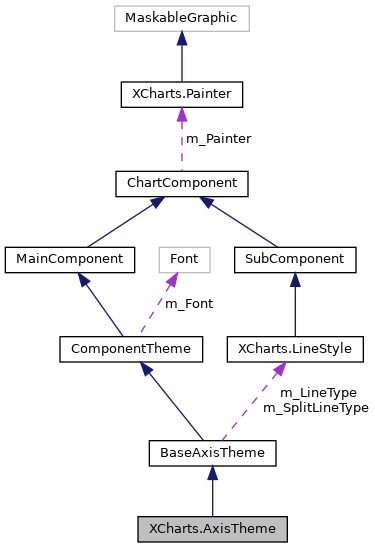 MaskableGraphic
XCharts.Painter
m_Painter
ChartComponent
MainComponent
Font
SubComponent
m_Font
ComponentTheme
XCharts.LineStyle
m_LineType
m_SplitLineType
BaseAxisTheme
XCharts.AxisTheme